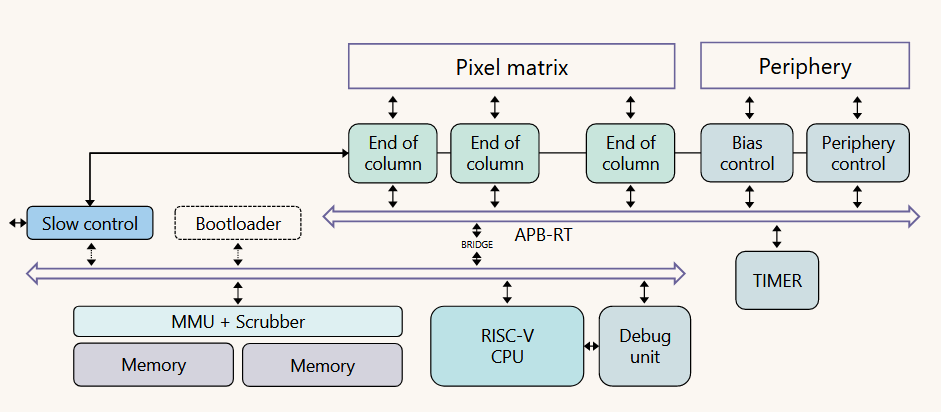 Pixel matrix
Periphery
End of
column
End of
column
End of
column
Bias
control
Periphery
control
Slow control
Bootloader
APB-RT
BRIDGE
TIMER
MMU + Scrubber
Memory
Memory
RISC-V
CPU
Debug
unit